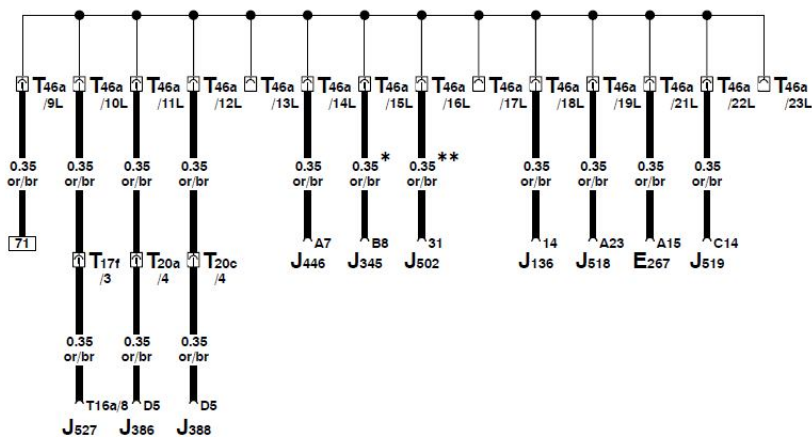 T46a T46a T46a T46a T46a T46a T46a T46a T46a T46a T46a T46a T46a T46a
/9L /10L /11L /12L /13L /14L /15L /16L /17L /18L /19L /21L /22L /23L
* **
0.35 0.35 0.35 0.35 0.35 0.35 0.35 0.35 0.35 0.35 0.35
or/br or/br or/br or/br or/br or/br or/br or/br or/br or/br or/br
71 A7 B8 31 14 A23 A15 C14
J446 J345 J502 J136 J518 E267 J519
T17f T20a T20c
/3 /4 /4
0.35 0.35 0.35
or/br or/br or/br
T16a/8 D5 D5
J527 J386 J388